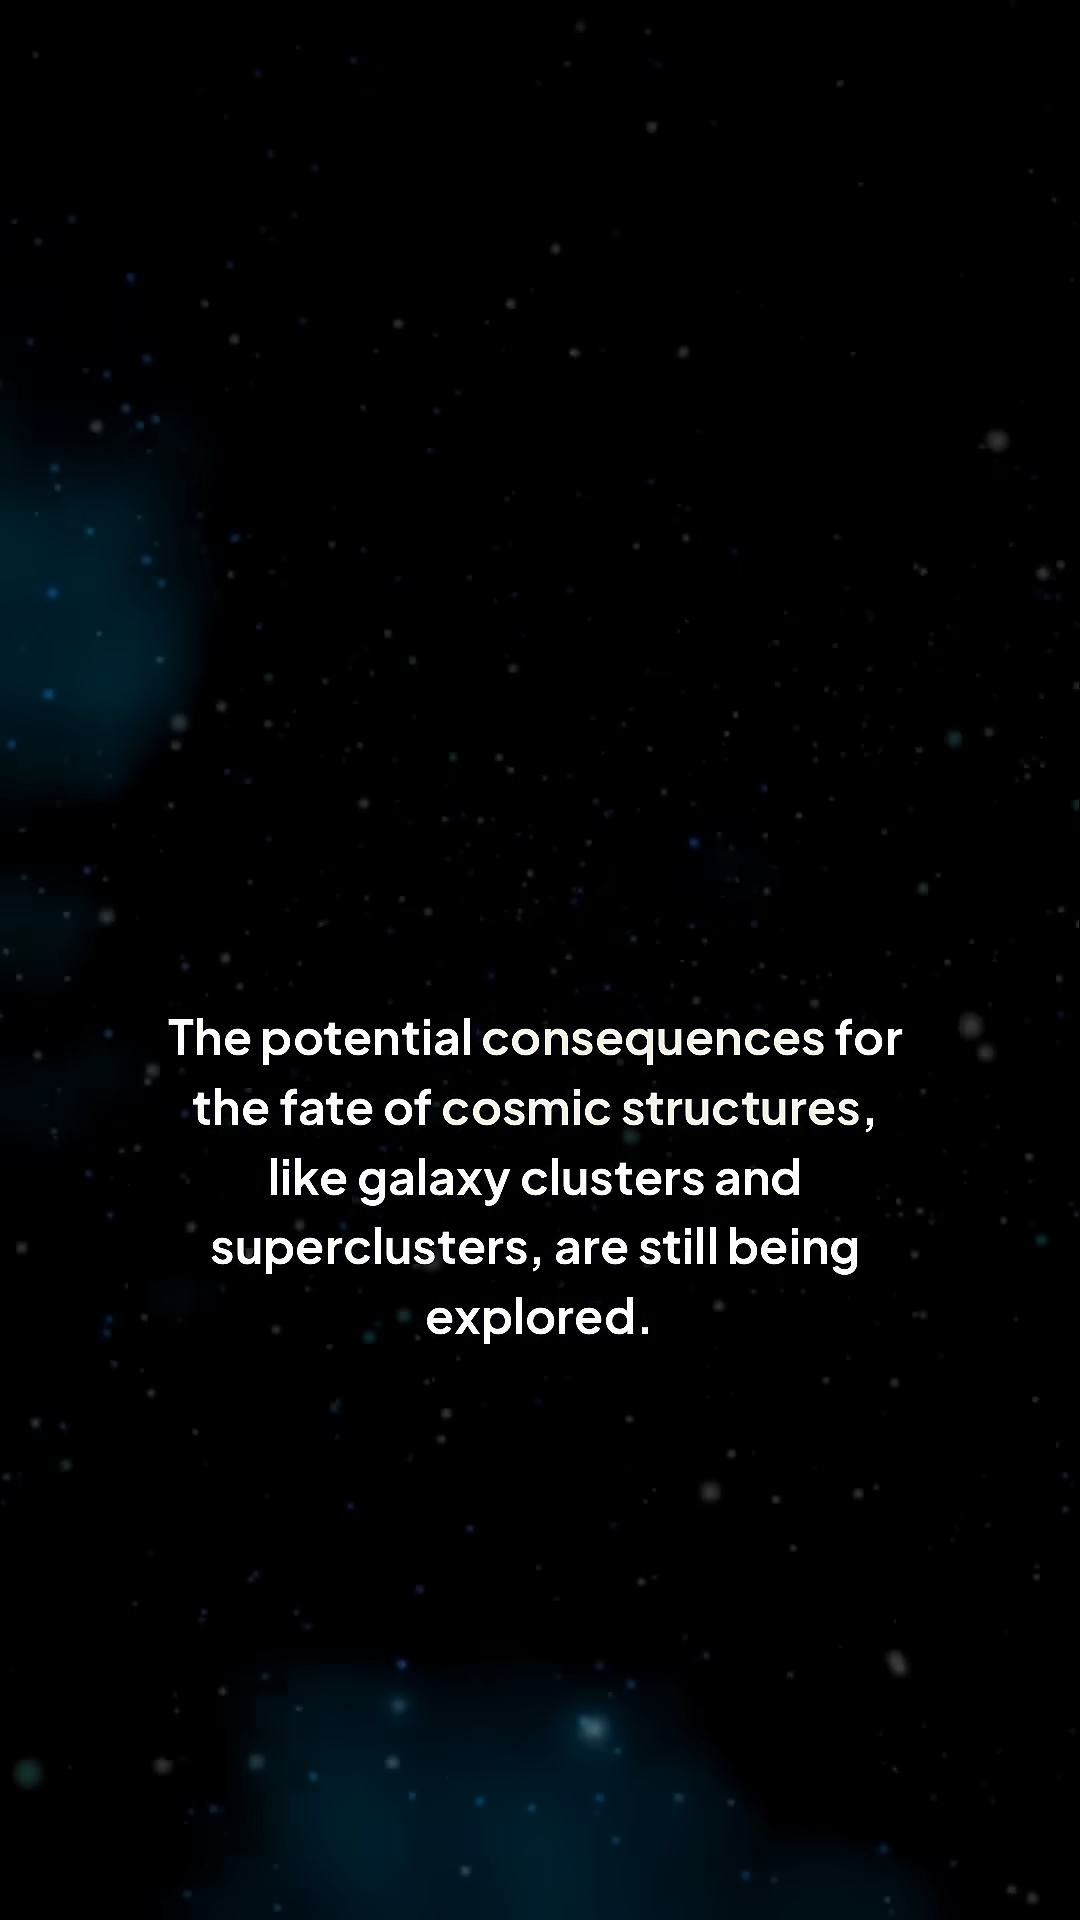 The potential consequences for
the fate of cosmic structures,
like galaxy clusters and
superclusters, are still being
explored.